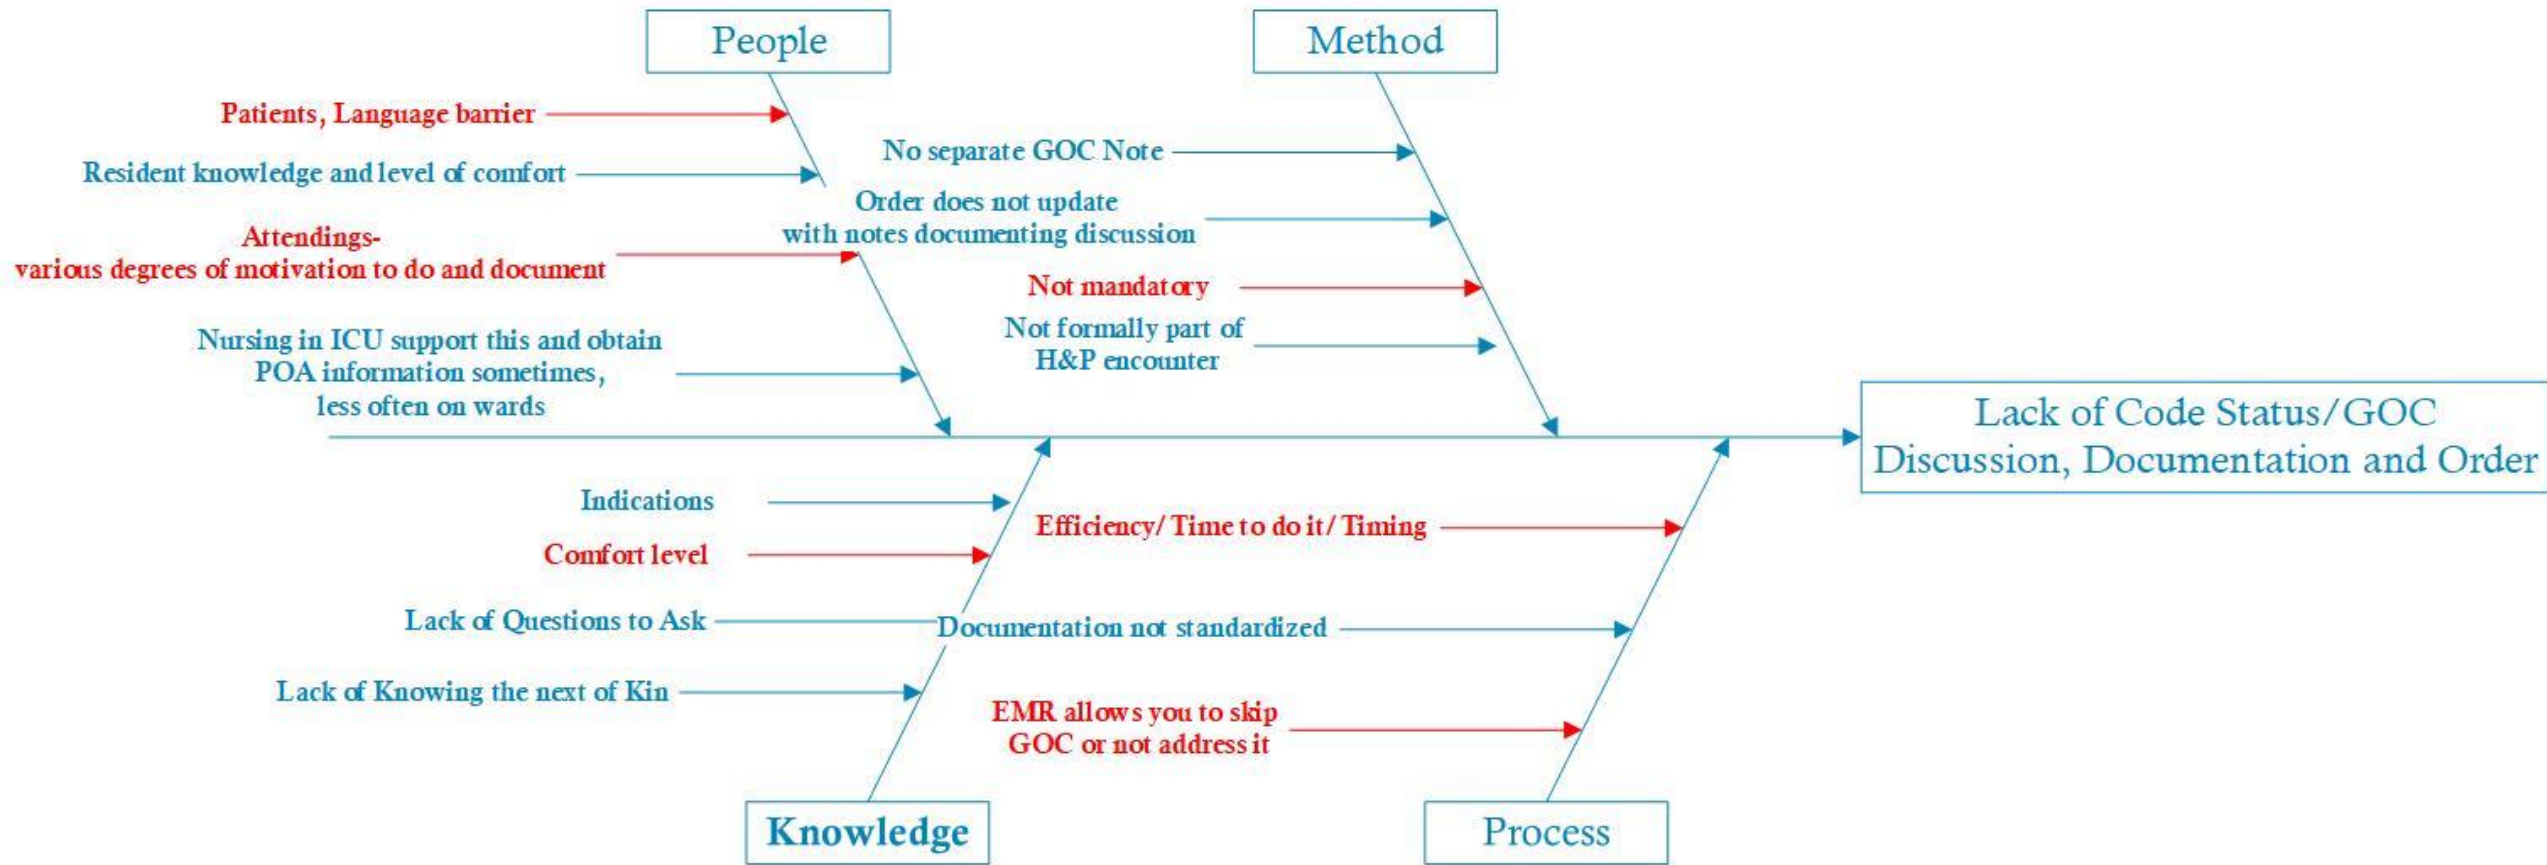 People
Patients, Language barrier
Resident knowledge and level of comfort
Attendings-
various degrees of motivation to do and document
Nursing in ICU support this and obtain
POA information sometimes,
less often on wards
Method
No separate GOC Note
Order does not update
with notes documenting discussion
Not mandatory
Not formally part of
H&P encounter
Lack of Code Status/GOC
Discussion, Documentation and Order
Indications
Comfort level
Lack of Questions to Ask
Lack of Knowing the next of Kin
Knowledge
Efficiency/ Time to do it/ Timing
Documentation not standardized
EMR allows you to skip
GOC or not address it
Process